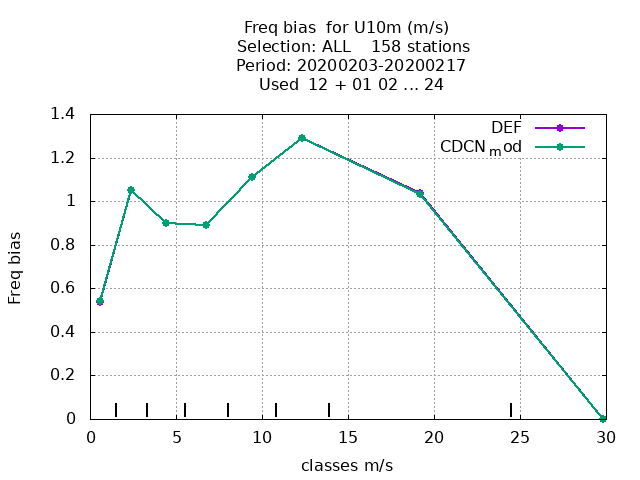 Freq bias  for U10m (m/s)
Selection: ALL    158 stations
Period: 20200203-20200217
Used  12 + 01 02 ... 24
DEF
CDCNmod
1.4
1.2
1
0.8
0.6
0.4
0.2
0
Freq bias
0 5 10 15 20 25 30
classes m/s